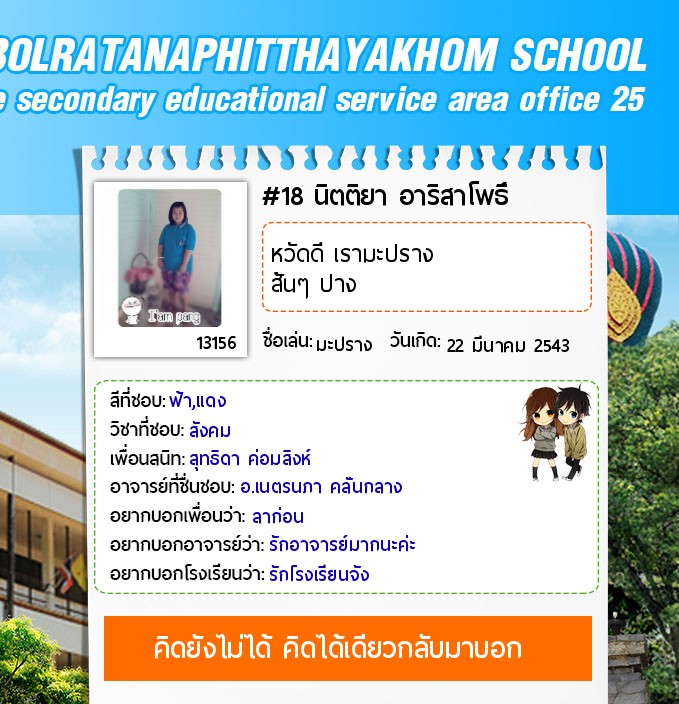 BOLRATANAPHITTHAYAKHOM SCHOOL
secondary educational service area office 25
#18 นิตติยา อาริสาโพธิ์
หวัดดี เรามะปราง
สั้นๆ ปาง
I'am pang
13156
ชื่อเล่น: มะปราง วันเกิด: 22 มีนาคม 2543
สีที่ชอบ: ฟ้า,แดง
วิชาที่ชอบ: สังคม
เพื่อนสนิท: สุทธิดา ค่อมสิงห์
อาจารย์ที่ชื่นชอบ: อ.เนตรนภา คลั้นกลาง
อยากบอกเพื่อนว่า: ลาก่อน
อยากบอกอาจารย์ว่า: รักอาจารย์มากนะค่ะ
อยากบอกโรงเรียนว่า: รักโรงเรียนจัง
คิดยังไม่ได้ คิดได้เดียวกลับมาบอก